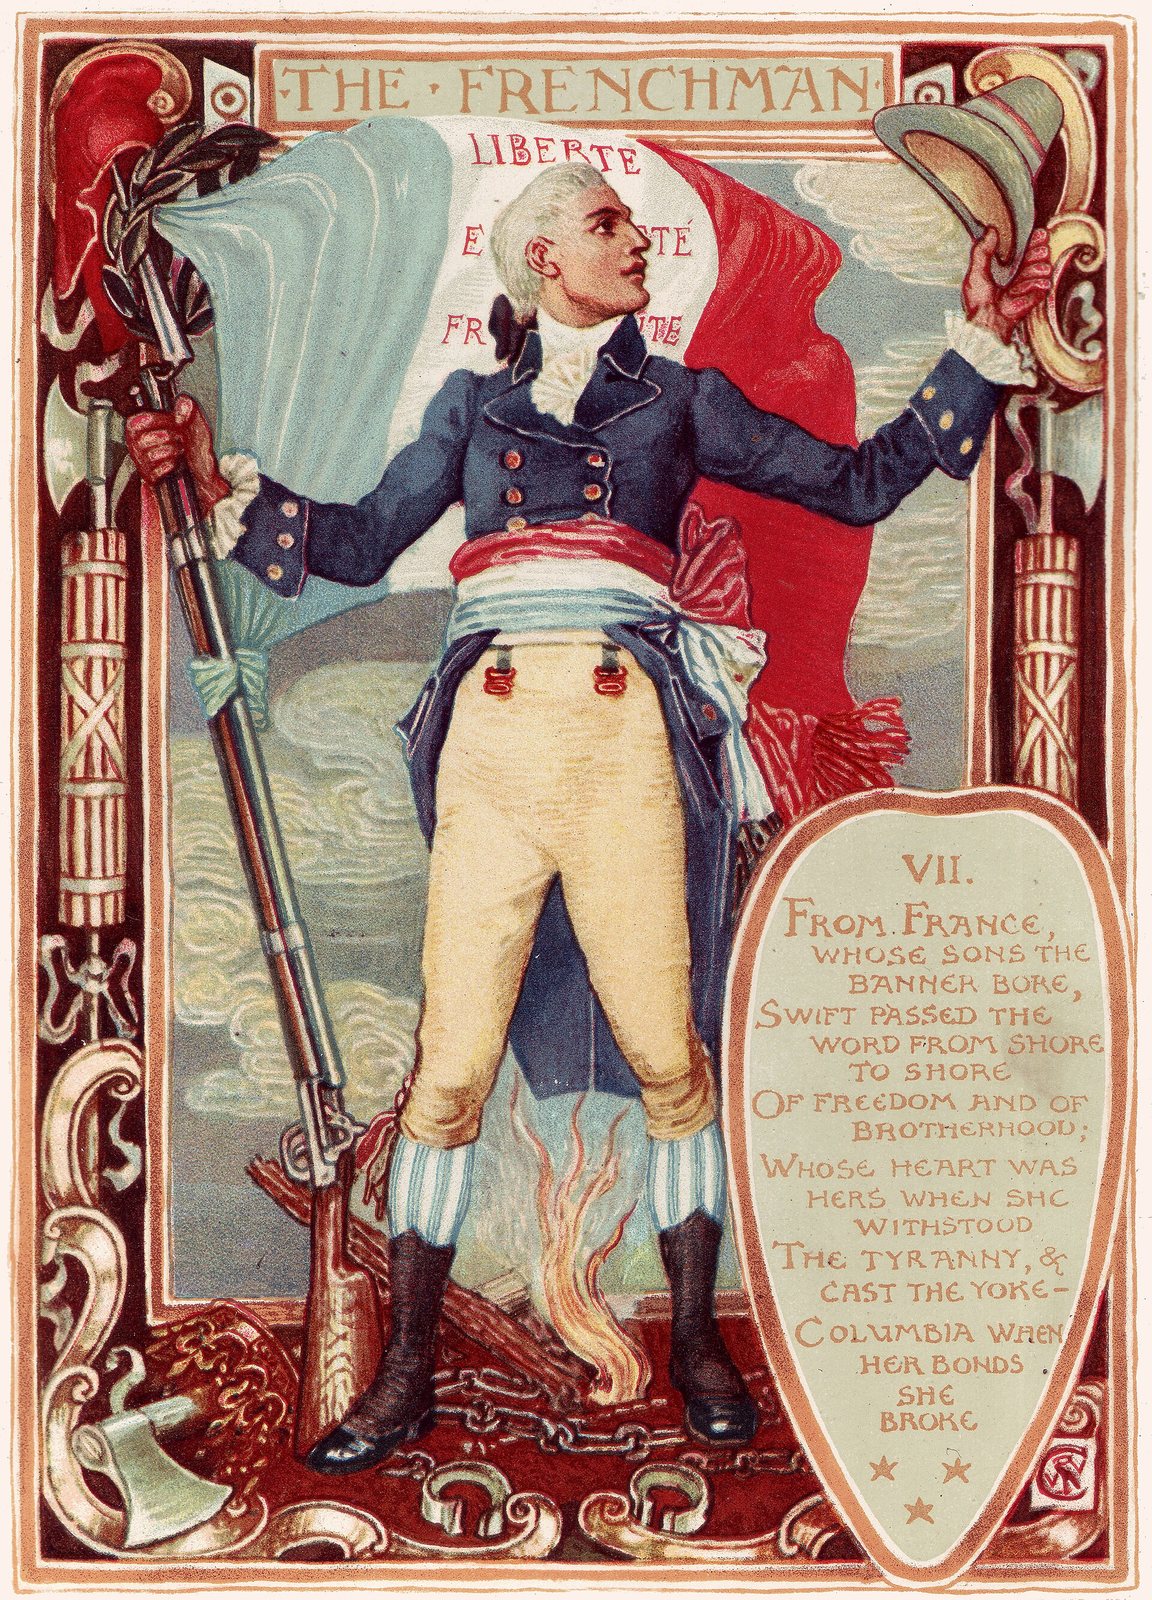 ·THE·FRENCHMAN·
LIBERTE
E TÉ
FR ITE
VII.
FROM FRANCE,
WHOSE SONS THE
BANNER BORE,
SWIFT PASSED THE
WORD FROM SHORE
TO SHORE
OF FREEDOM AND OF
BROTHERHOOD;
WHOSE HEART WAS
HERS WHEN SHE
WITHSTOOD
THE TYRANNY, &
CAST THE YOKE–
COLUMBIA WHEN
HER BONDS
SHE
BROKE